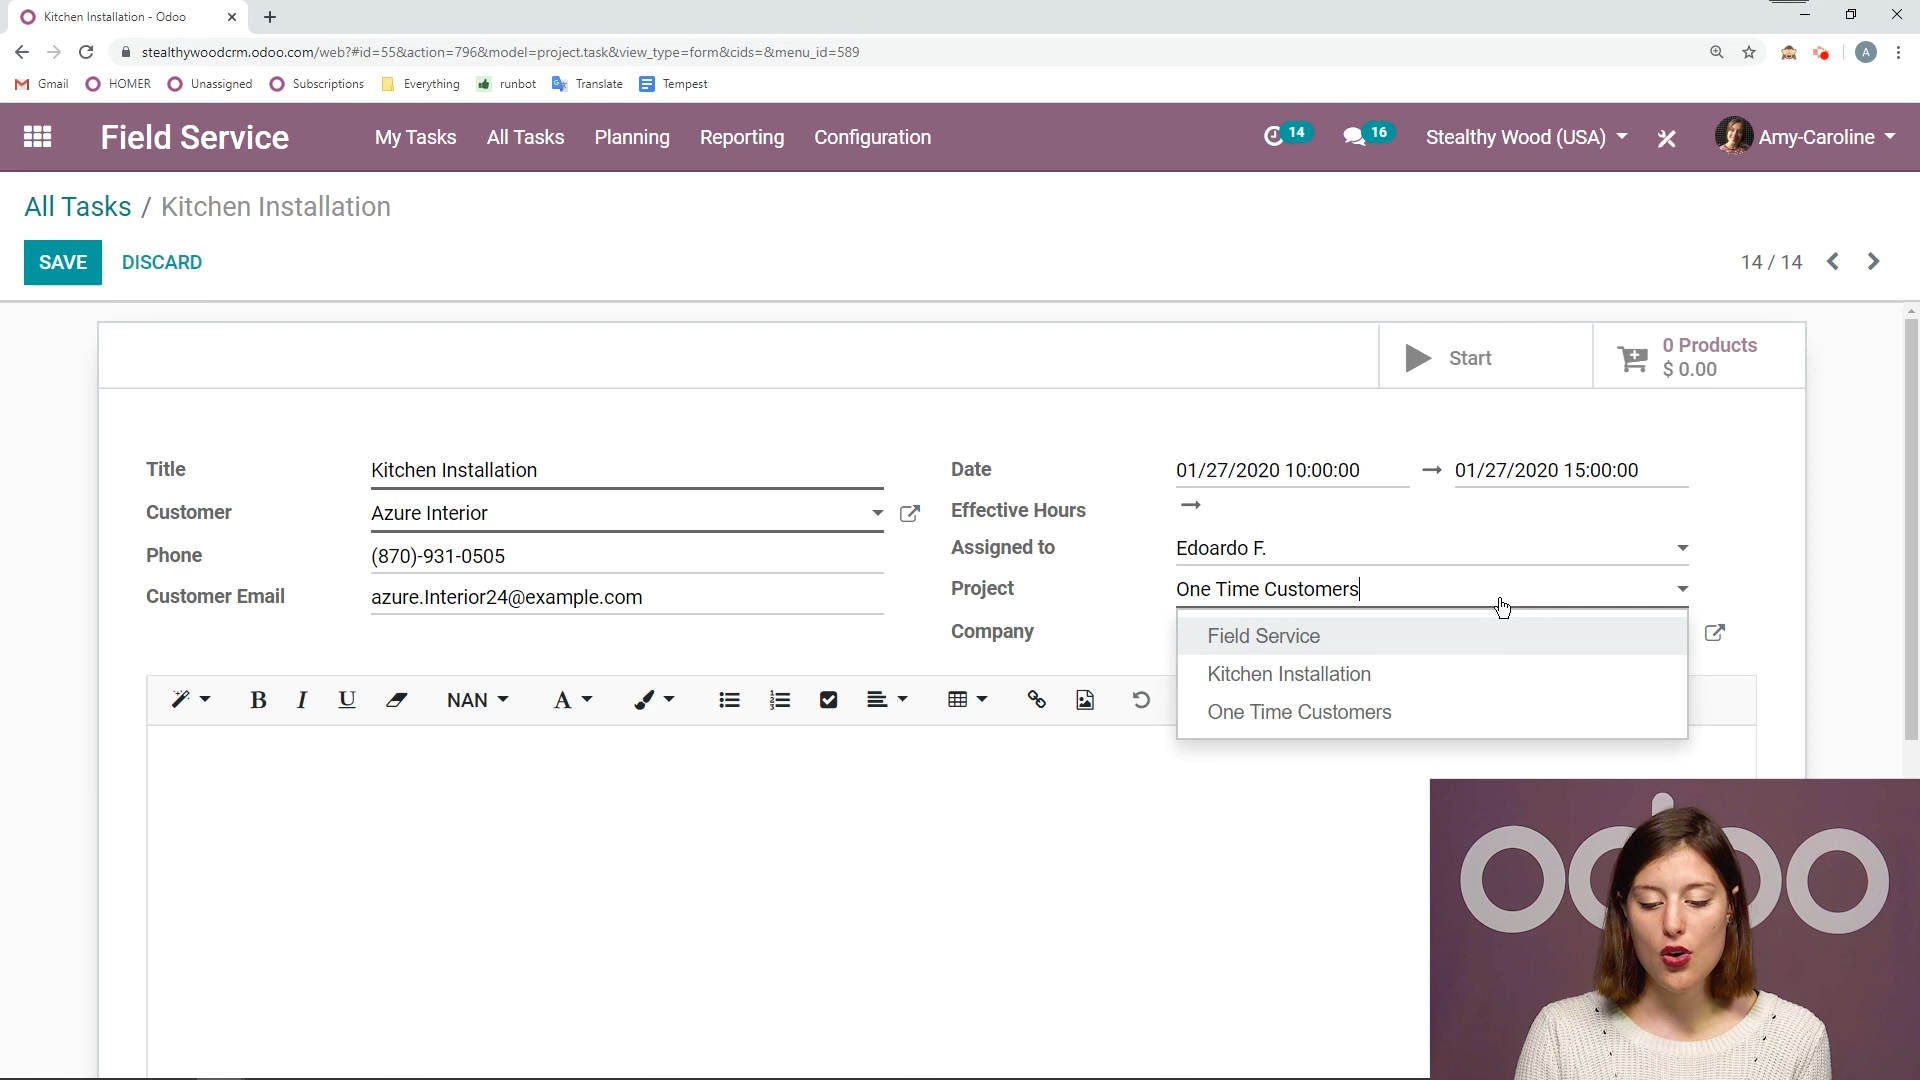 Kitchen Installation - Odoo
stealthywoodcrm.odoo.com/web?#id=55&action=796&model=project.task&view_type=form&cids=&menu_id=589
A
Gmail HOMER Unassigned Subscriptions Everything runbot Translate Tempest
Field Service My Tasks All Tasks Planning Reporting Configuration 14 16 Stealthy Wood (USA) Amy-Caroline
All Tasks / Kitchen Installation
SAVE DISCARD 14 / 14
Start 0 Products
$ 0.00
Title Kitchen Installation Date 01/27/2020 10:00:00 01/27/2020 15:00:00
Customer Azure Interior Effective Hours
Phone (870)-931-0505 Assigned to Edoardo F.
Customer Email azure.Interior24@example.com Project One Time Customers
Company
Field Service
Kitchen Installation
One Time Customers
B I U NAN A
odoo